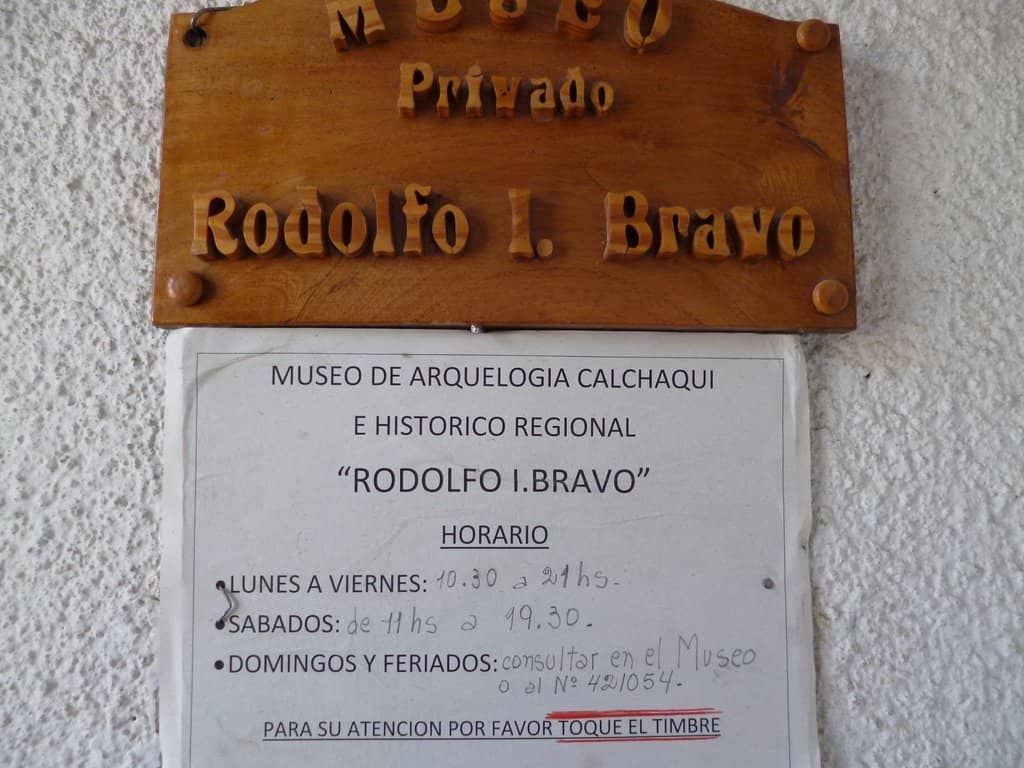 MUSEO
Privado
Rodolfo I. Bravo
MUSEO DE ARQUELOGIA CALCHAQUI
E HISTORICO REGIONAL
“RODOLFO I.BRAVO”
HORARIO
•LUNES A VIERNES: 10.30 a 21hs.
•SABADOS: de 11hs a 19.30.
•DOMINGOS Y FERIADOS: consultar en el Museo
o al Nº 421054.
PARA SU ATENCION POR FAVOR TOQUE EL TIMBRE